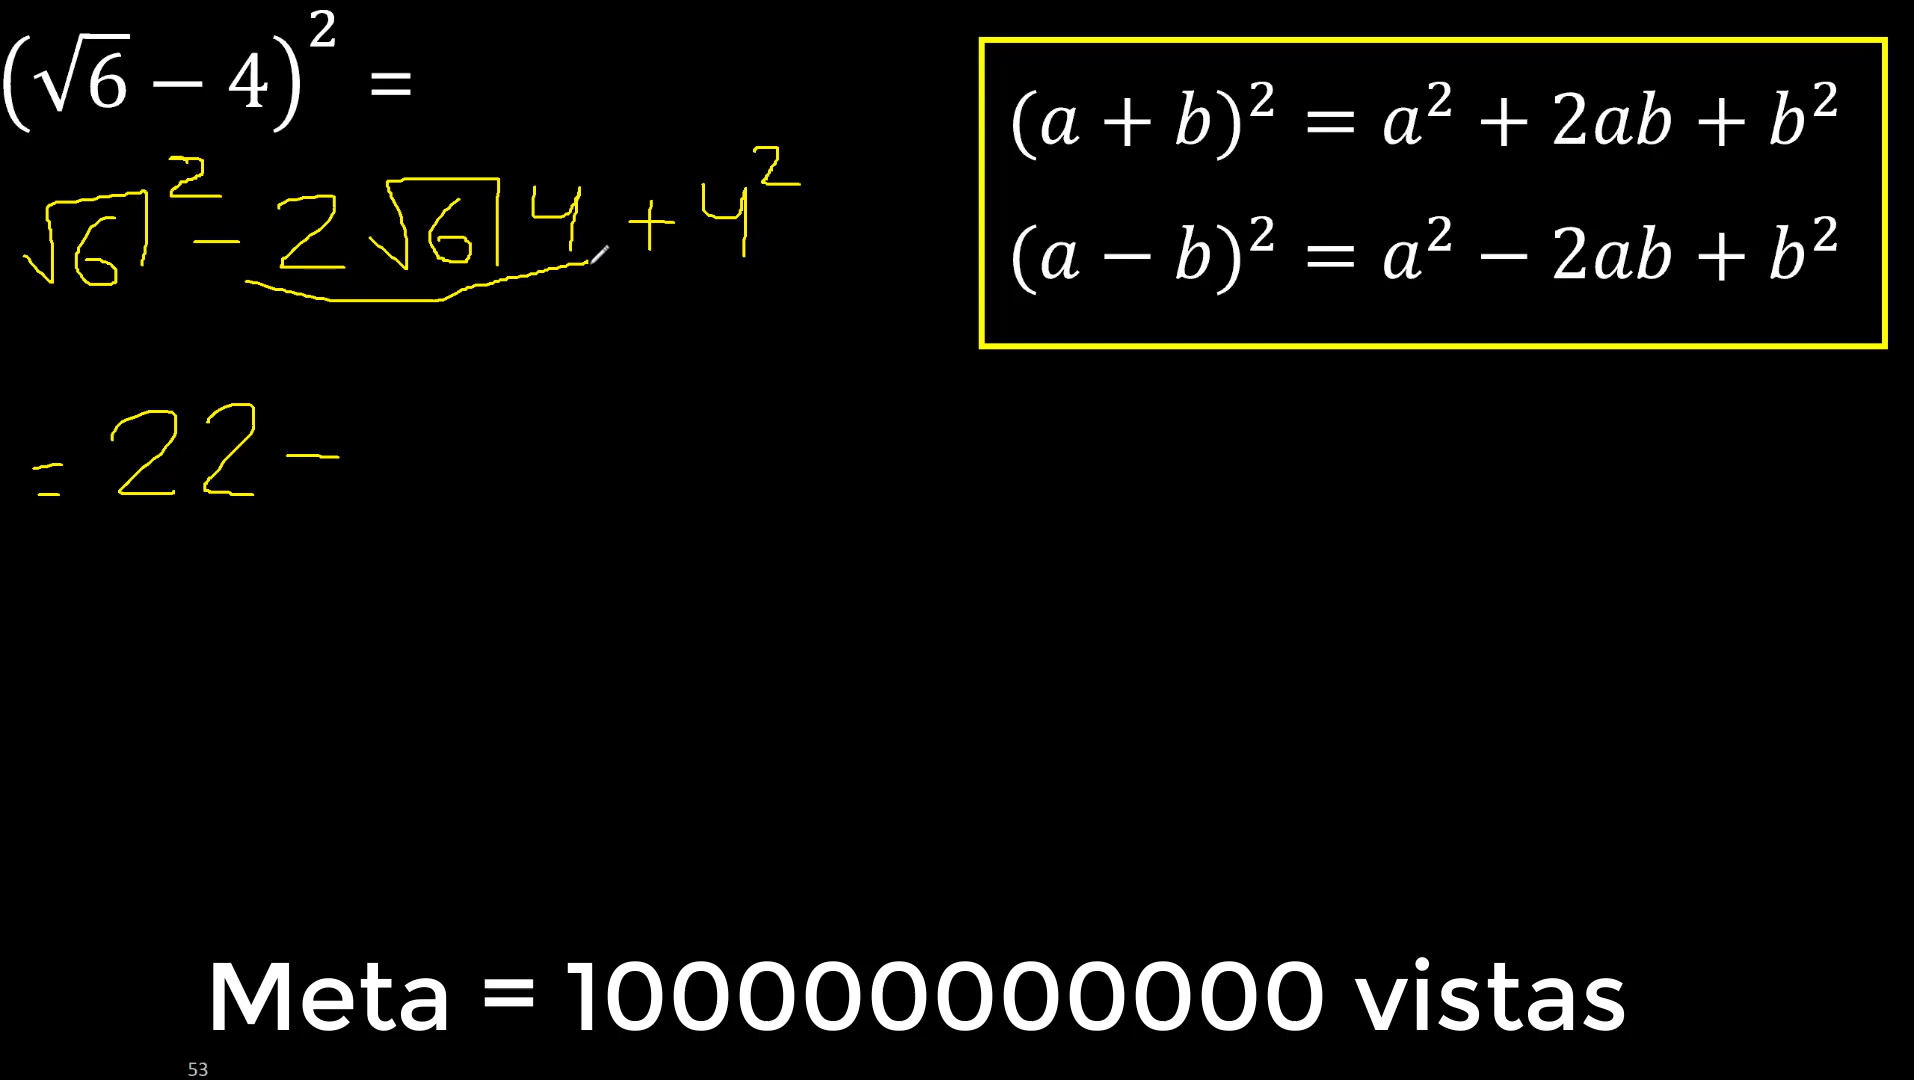 (√6 − 4)² =
(a + b)² = a² + 2ab + b²
√6² − 2√6 4 + 4²
(a − b)² = a² − 2ab + b²
= 22 −
Meta = 100000000000 vistas
53